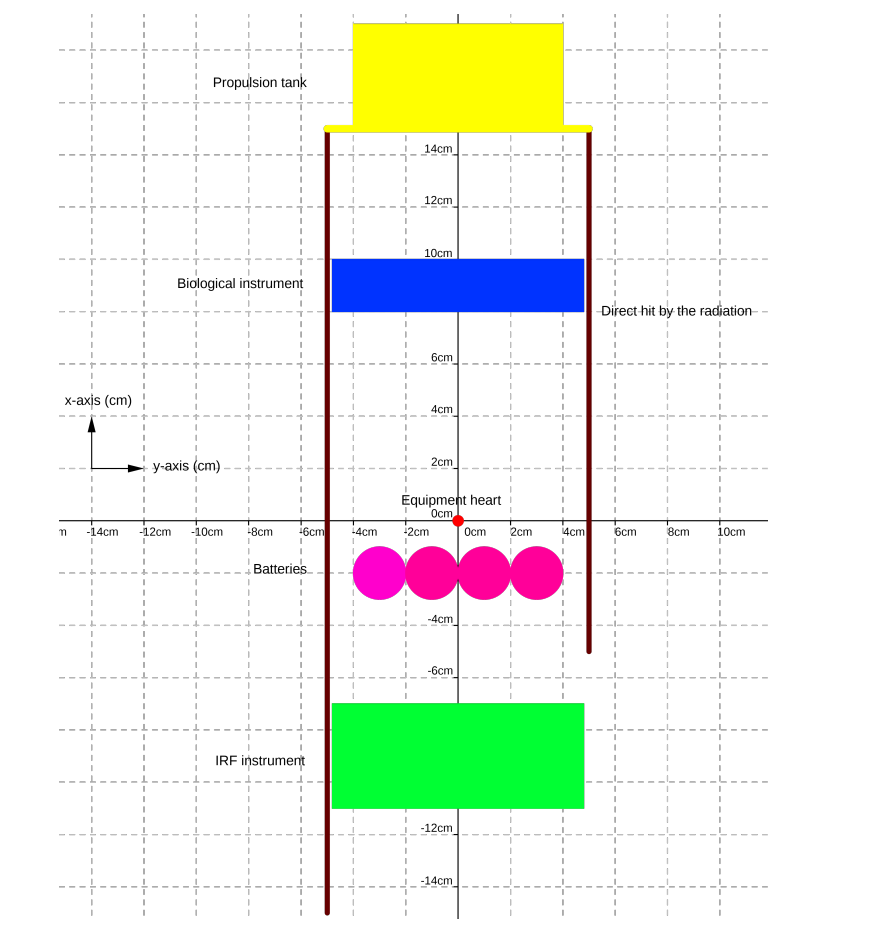 Propulsion tank
14cm
12cm
10cm
Biological instrument
Direct hit by the radiation
6cm
4cm
x-axis (cm)
2cm
y-axis (cm)
Equipment heart
0cm
m -14cm -12cm -10cm -8cm -6cm -4cm -2cm 0cm 2cm 4cm 6cm 8cm 10cm
Batteries
-4cm
-6cm
IRF instrument
-12cm
-14cm